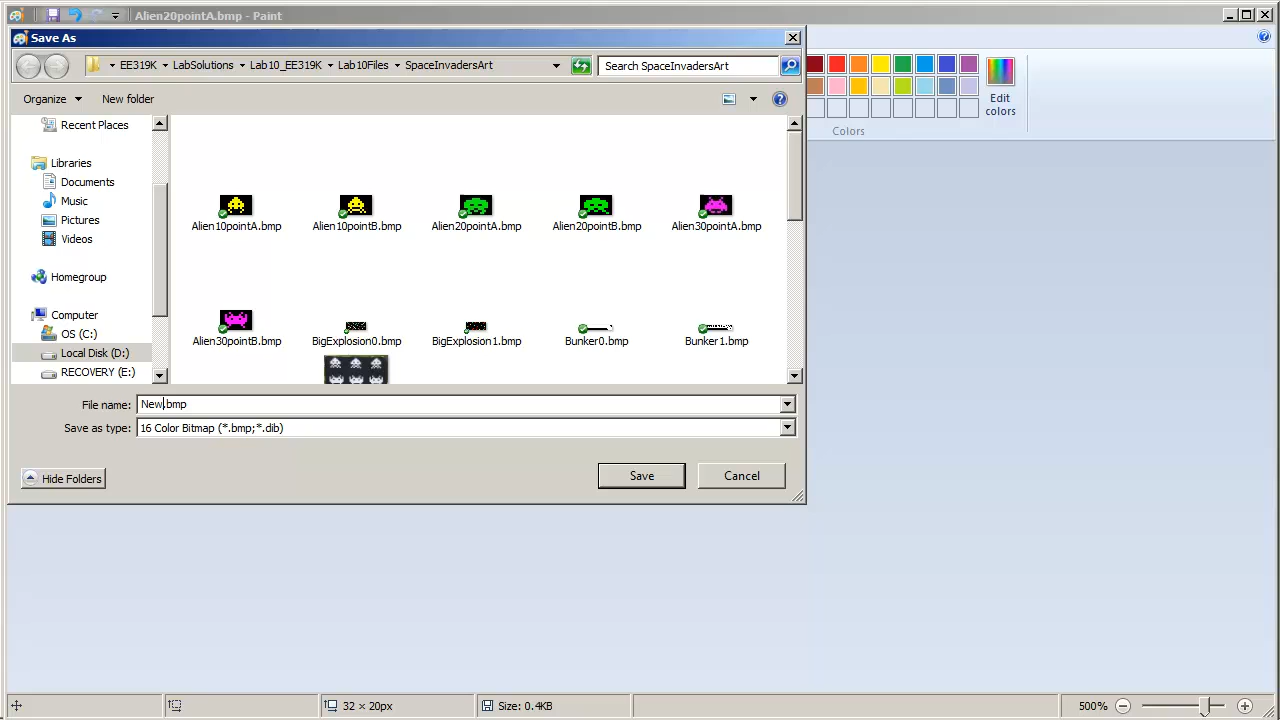 Alien20pointA.bmp - Paint
Save As
EE319K LabSolutions Lab10_EE319K Lab10Files SpaceInvadersArt
Search SpaceInvadersArt
Organize
New folder
Edit
colors
Colors
Recent Places
Libraries
Documents
Music
Pictures
Videos
Homegroup
Computer
OS (C:)
Local Disk (D:)
RECOVERY (E:)
Alien10pointA.bmp
Alien10pointB.bmp
Alien20pointA.bmp
Alien20pointB.bmp
Alien30pointA.bmp
Alien30pointB.bmp
BigExplosion0.bmp
BigExplosion1.bmp
Bunker0.bmp
Bunker1.bmp
File name: New.bmp
Save as type: 16 Color Bitmap (*.bmp;*.dib)
Hide Folders
Save
Cancel
32 × 20px
Size: 0.4KB
500%